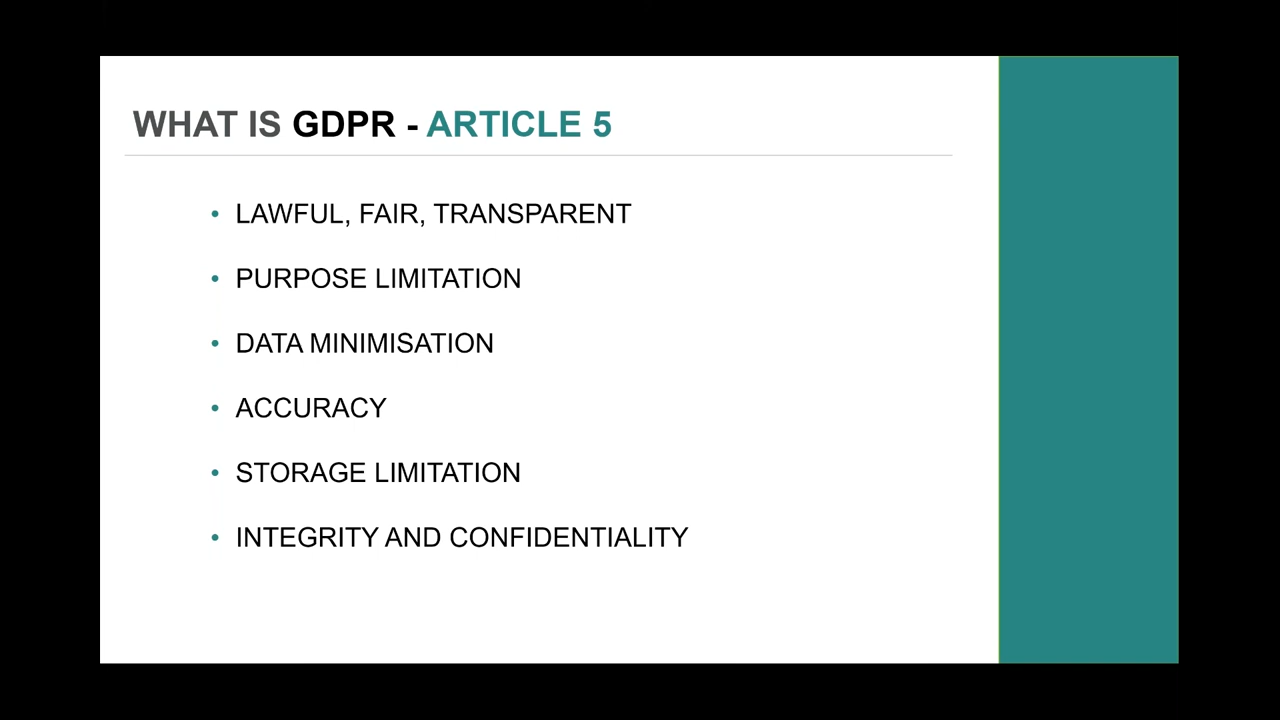 WHAT IS GDPR - ARTICLE 5
• LAWFUL, FAIR, TRANSPARENT
• PURPOSE LIMITATION
• DATA MINIMISATION
• ACCURACY
• STORAGE LIMITATION
• INTEGRITY AND CONFIDENTIALITY